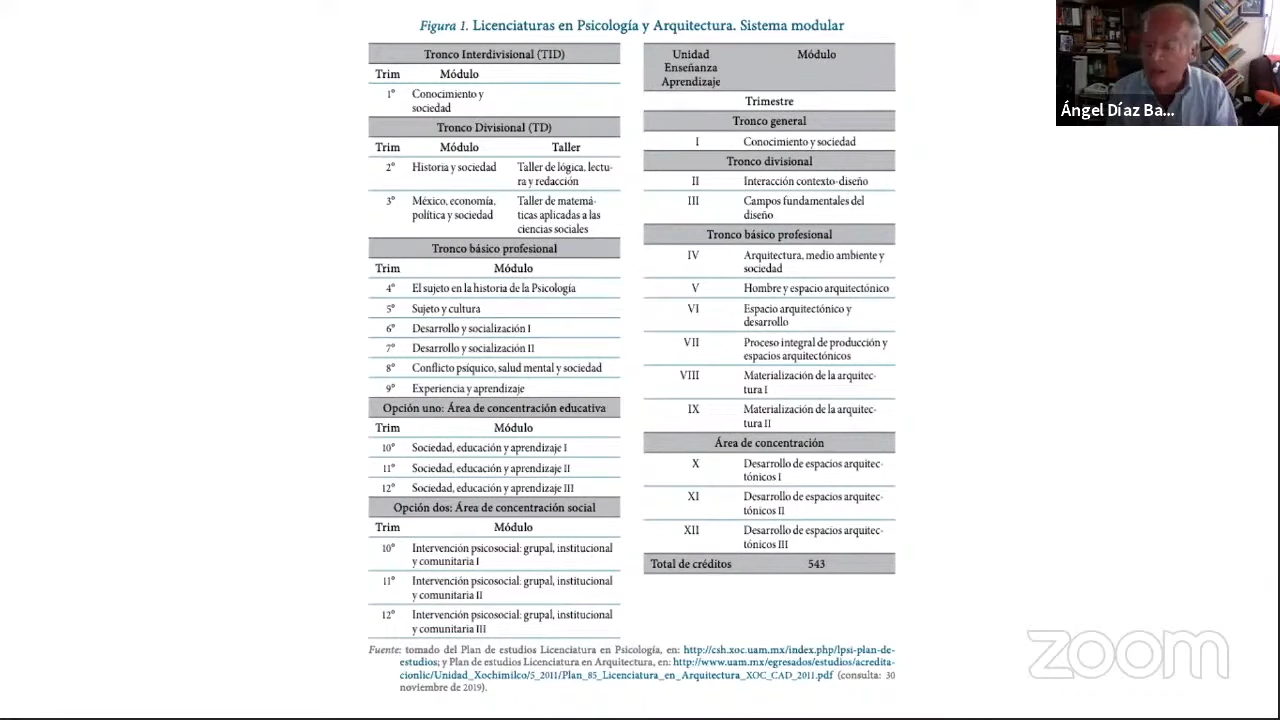 Figura 1. Licenciaturas en Psicología y Arquitectura. Sistema modular
Tronco Interdivisional (TID)
Trim Módulo
1° Conocimiento y
sociedad
Tronco Divisional (TD)
Trim Módulo Taller
2° Historia y sociedad Taller de lógica, lectu-
ra y redacción
3° México, economía, Taller de matemá-
política y sociedad ticas aplicadas a las
ciencias sociales
Tronco básico profesional
Trim Módulo
4° El sujeto en la historia de la Psicología
5° Sujeto y cultura
6° Desarrollo y socialización I
7° Desarrollo y socialización II
8° Conflicto psíquico, salud mental y sociedad
9° Experiencia y aprendizaje
Opción uno: Área de concentración educativa
Trim Módulo
10° Sociedad, educación y aprendizaje I
11° Sociedad, educación y aprendizaje II
12° Sociedad, educación y aprendizaje III
Opción dos: Área de concentración social
Trim Módulo
10° Intervención psicosocial: grupal, institucional
y comunitaria I
11° Intervención psicosocial: grupal, institucional
y comunitaria II
12° Intervención psicosocial: grupal, institucional
y comunitaria III
Unidad Módulo
Enseñanza
Aprendizaje
Trimestre
Tronco general
I Conocimiento y sociedad
Tronco divisional
II Interacción contexto-diseño
III Campos fundamentales del
diseño
Tronco básico profesional
IV Arquitectura, medio ambiente y
sociedad
V Hombre y espacio arquitectónico
VI Espacio arquitectónico y
desarrollo
VII Proceso integral de producción y
espacios arquitectónicos
VIII Materialización de la arquitec-
tura I
IX Materialización de la arquitec-
tura II
Área de concentración
X Desarrollo de espacios arquitec-
tónicos I
XI Desarrollo de espacios arquitec-
tónicos II
XII Desarrollo de espacios arquitec-
tónicos III
Total de créditos 543
Fuente: tomado del Plan de estudios Licenciatura en Psicología, en: http://csh.xoc.uam.mx/index.php/lpsi-plan-de-
estudios; y Plan de estudios Licenciatura en Arquitectura, en: http://www.uam.mx/egresados/estudios/acredita-
cionlic/Unidad_Xochimilco/5_2011/Plan_85_Licenciatura_en_Arquitectura_XOC_CAD_2011.pdf (consulta: 30
noviembre de 2019).
Ángel Díaz Ba...
zoom